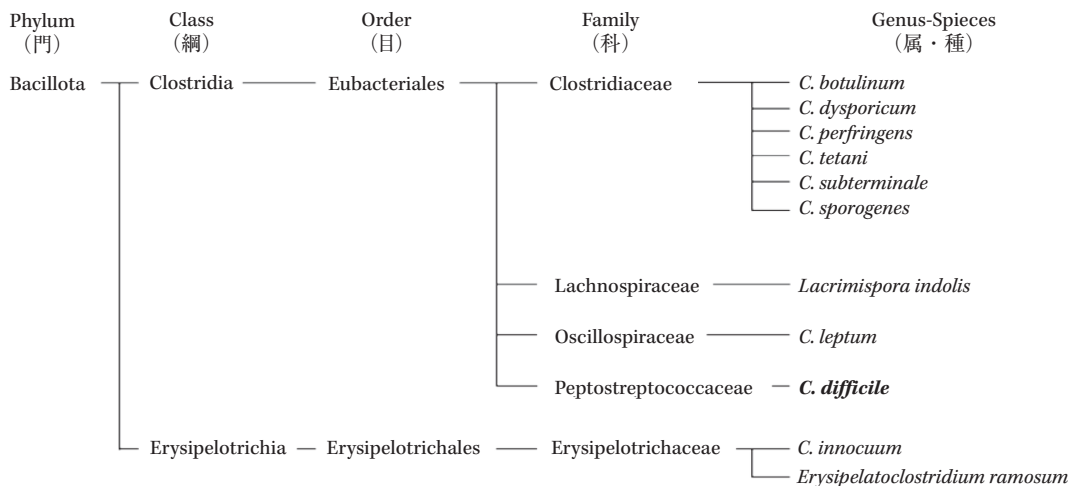 Phylum Class Order Family Genus-Spieces
（門） （綱） （目） （科） （属・種）
Bacillota Clostridia Eubacteriales Clostridiaceae C. botulinum
C. dysporicum
C. perfringens
C. tetani
C. subterminale
C. sporogenes
Lachnospiraceae Lacrimispora indolis
Oscillospiraceae C. leptum
Peptostreptococcaceae C. difficile
Erysipelotrichia Erysipelotrichales Erysipelotrichaceae C. innocuum
Erysipelatoclostridium ramosum